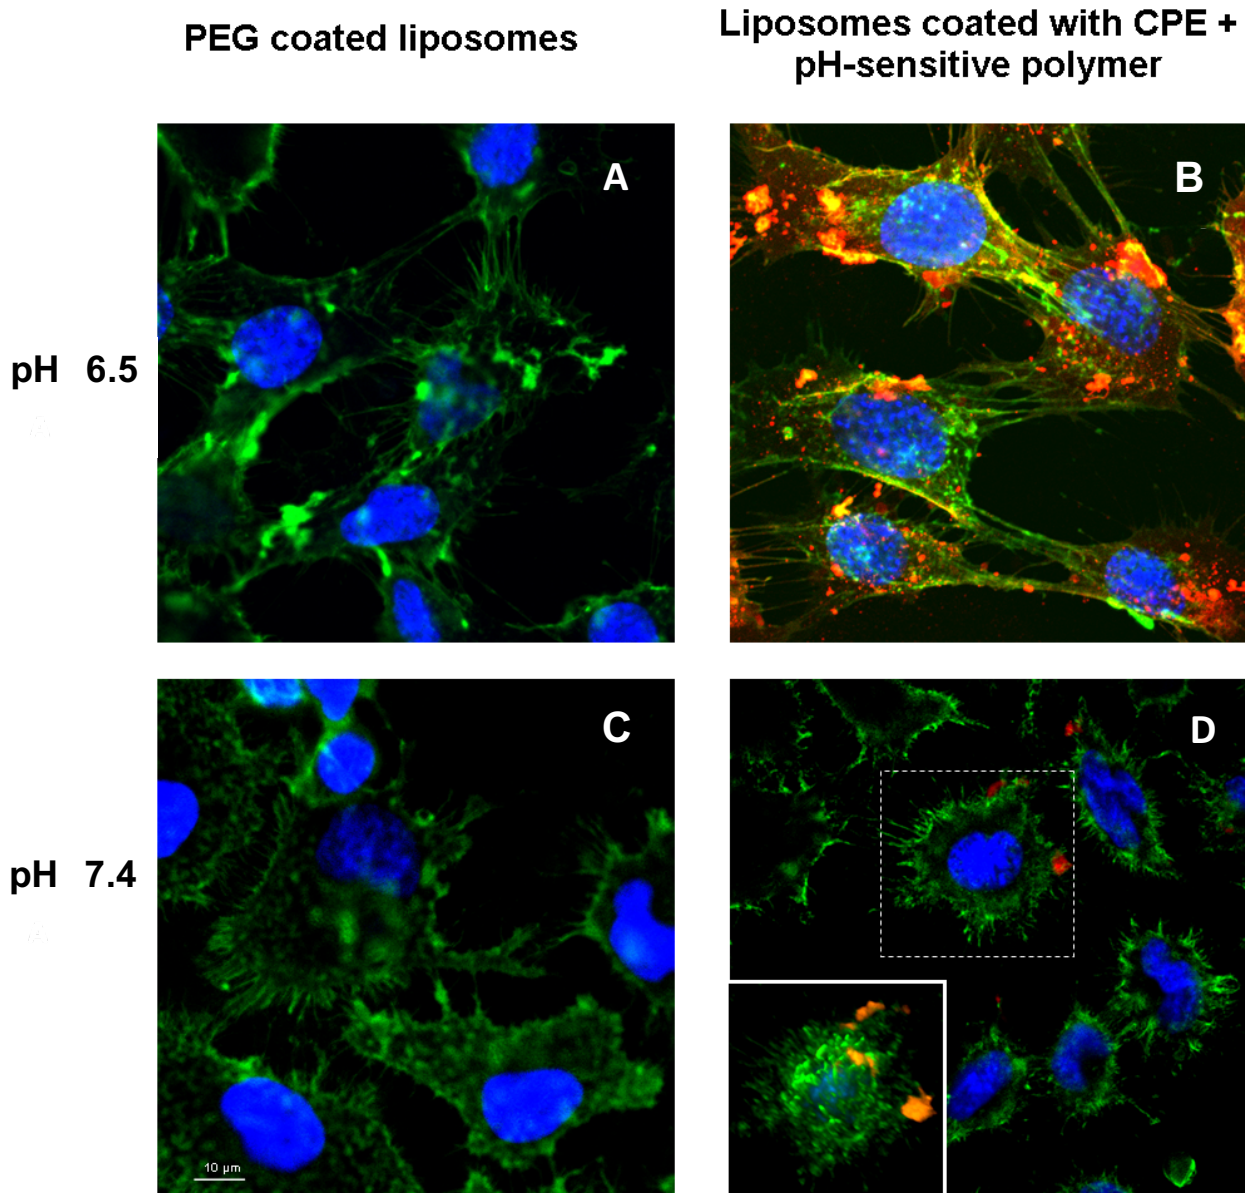 PEG coated liposomes
Liposomes coated with CPE +
pH-sensitive polymer
A
B
pH 6.5
C
D
pH 7.4
10 µm